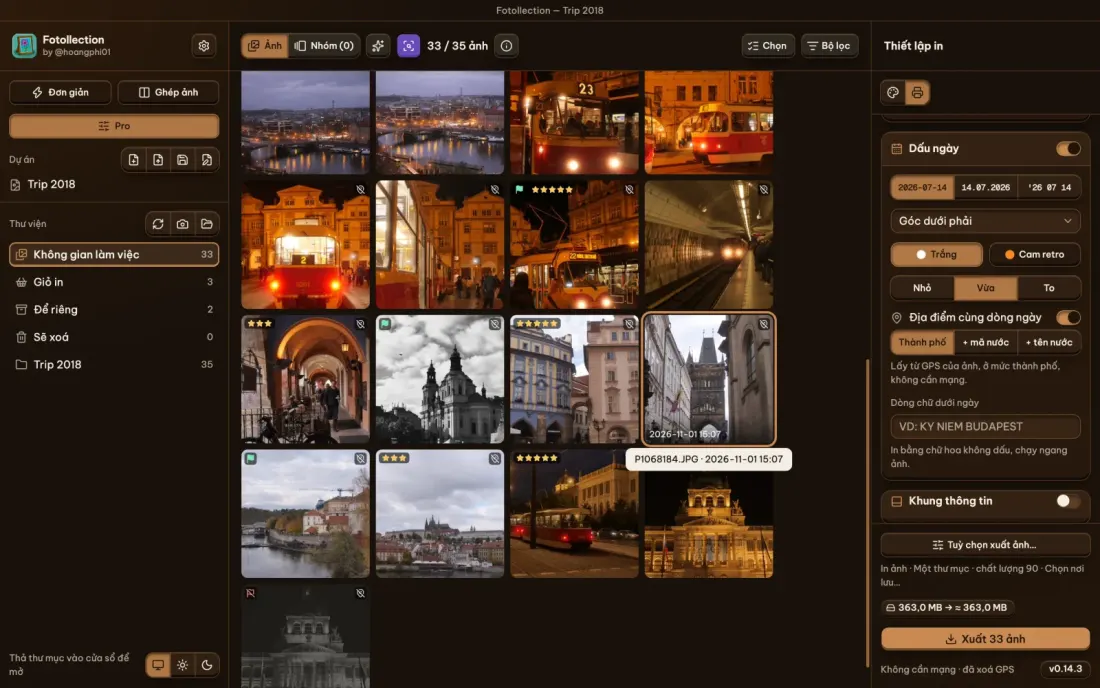 Fotollection — Trip 2018
Fotollection
by @hoangphi01
Đơn giản
Ghép ảnh
Pro
Dự án
Trip 2018
Thư viện
Không gian làm việc 33
Giỏ in 3
Để riêng 2
Sẽ xoá 0
Trip 2018 35
Thả thư mục vào cửa sổ để
mở
Ảnh
Nhóm (0)
33 / 35 ảnh
Chọn
Bộ lọc
23
2
22
2026-11-01 15:07
P1068184.JPG · 2026-11-01 15:07
Thiết lập in
Dấu ngày
2026-07-14
14.07.2026
'26 07 14
Góc dưới phải
Trắng
Cam retro
Nhỏ
Vừa
To
Địa điểm cùng dòng ngày
Thành phố
+ mã nước
+ tên nước
Lấy từ GPS của ảnh, ở mức thành phố,
không cần mạng.
Dòng chữ dưới ngày
VD: KY NIEM BUDAPEST
In bằng chữ hoa không dấu, chạy ngang
ảnh.
Khung thông tin
Tuỳ chọn xuất ảnh...
In ảnh · Một thư mục · chất lượng 90 · Chọn nơi
lưu...
363,0 MB → ≈ 363,0 MB
Xuất 33 ảnh
Không cần mạng · đã xoá GPS
v0.14.3